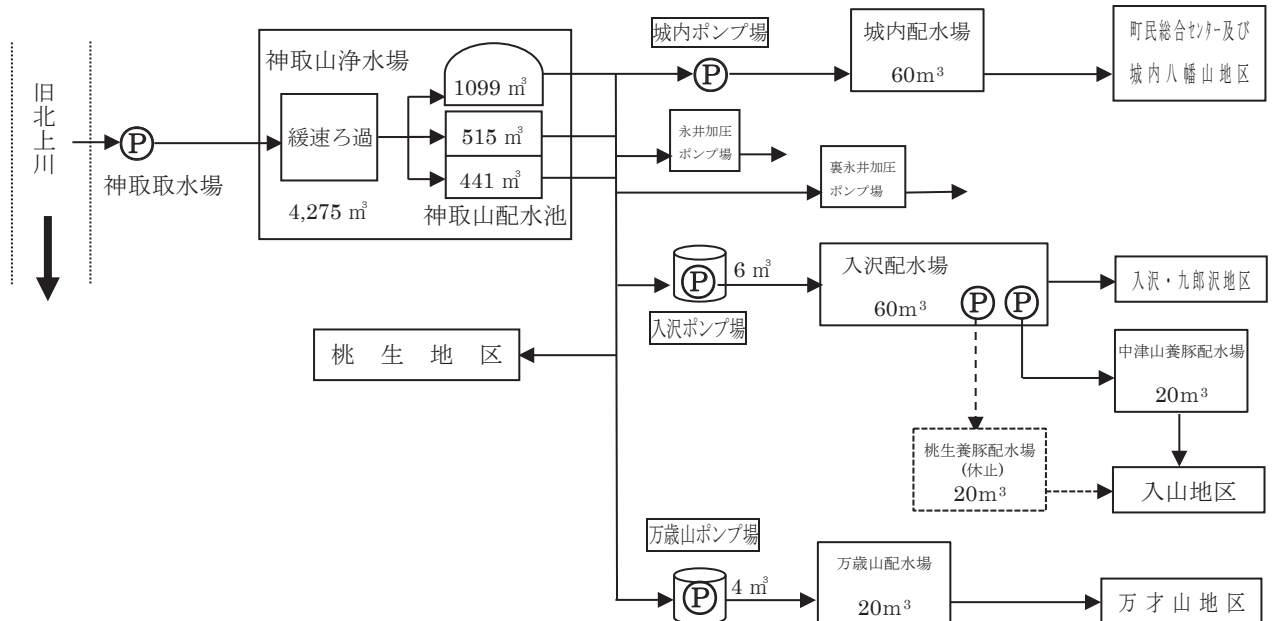 旧北上川
Ⓟ
神取取水場
神取山浄水場
緩速ろ過
4,275 ㎥
1099 ㎥
515 ㎥
441 ㎥
神取山配水池
城内ポンプ場
Ⓟ
城内配水場
60m³
町民総合センター及び
城内八幡山地区
永井加圧
ポンプ場
裏永井加圧
ポンプ場
Ⓟ
6 ㎥
入沢ポンプ場
入沢配水場
60m³
Ⓟ Ⓟ
入沢・九郎沢地区
桃 生 地 区
中津山養豚配水場
20m³
桃生養豚配水場
(休止)
20m³
入山地区
万歳山ポンプ場
Ⓟ
4 ㎥
万歳山配水場
20m³
万 才 山 地 区